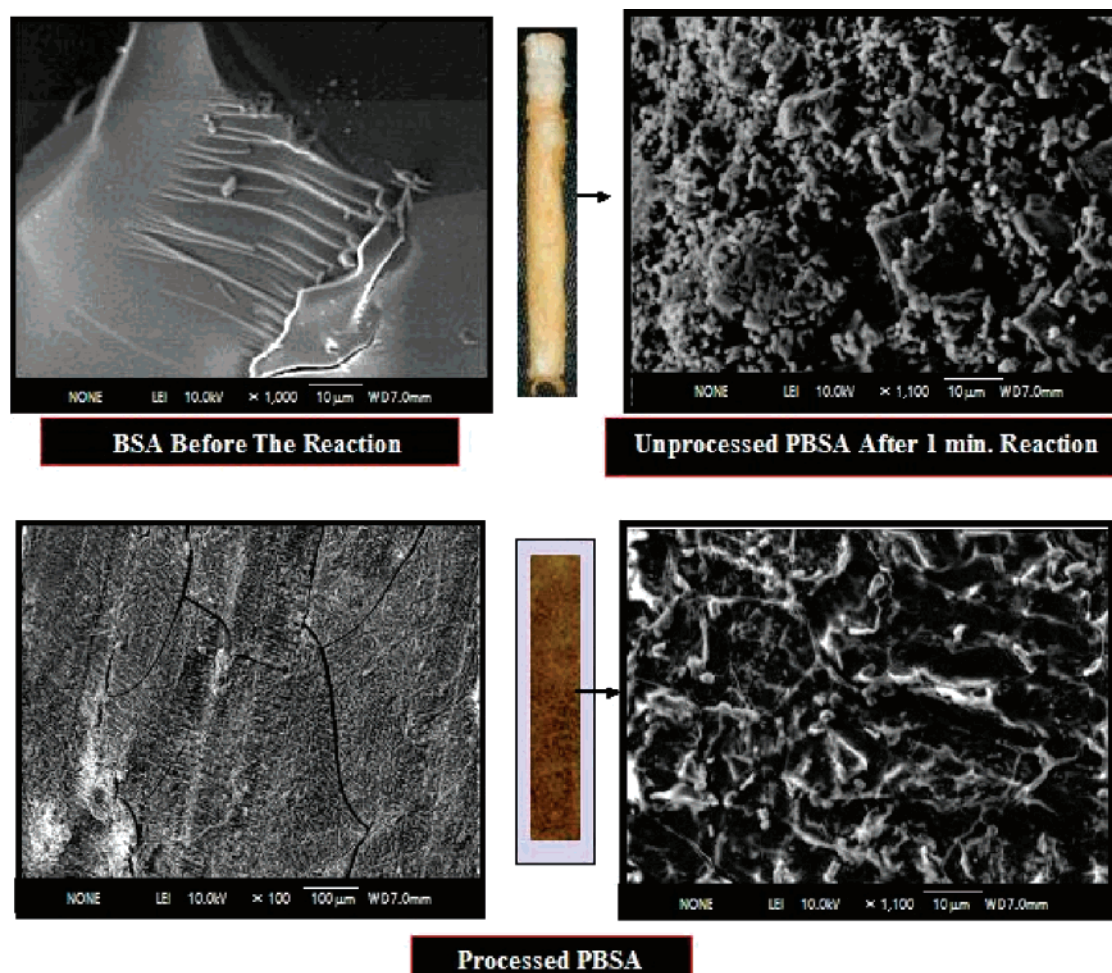 NONE LEI 10.0kV × 1,000 10µm WD7.0mm
NONE LEI 10.0kV × 1,100 10µm WD7.0mm
BSA Before The Reaction
Unprocessed PBSA After 1 min. Reaction
NONE LEI 10.0kV × 100 100µm WD7.0mm
NONE LEI 10.0kV × 1,100 10µm WD7.0mm
Processed PBSA